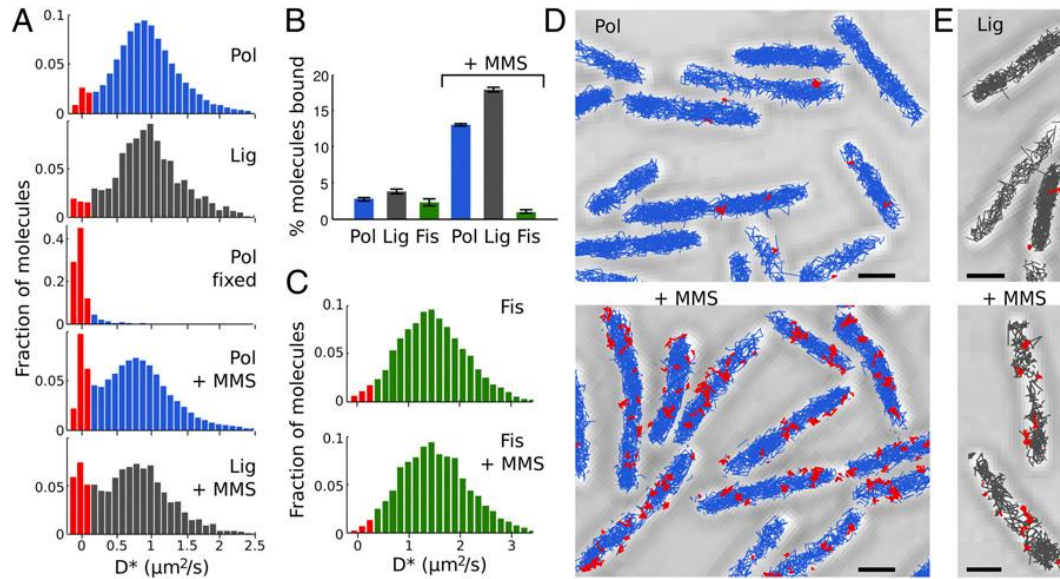 A
Fraction of molecules
0.1
0.05
0
Pol
0.05
0
Lig
0.4
0.2
0
Pol
fixed
0.05
0
Pol
+ MMS
0.05
0
Lig
+ MMS
0 0.5 1 1.5 2 2.5
D* (µm²/s)
B
+ MMS
% molecules bound
20
15
10
5
0
Pol Lig Fis Pol Lig Fis
C
Fraction of molecules
0.1
0.05
0
Fis
0.1
0.05
0
Fis
+ MMS
0 1 2 3
D* (µm²/s)
D
Pol
+ MMS
E
Lig
+ MMS